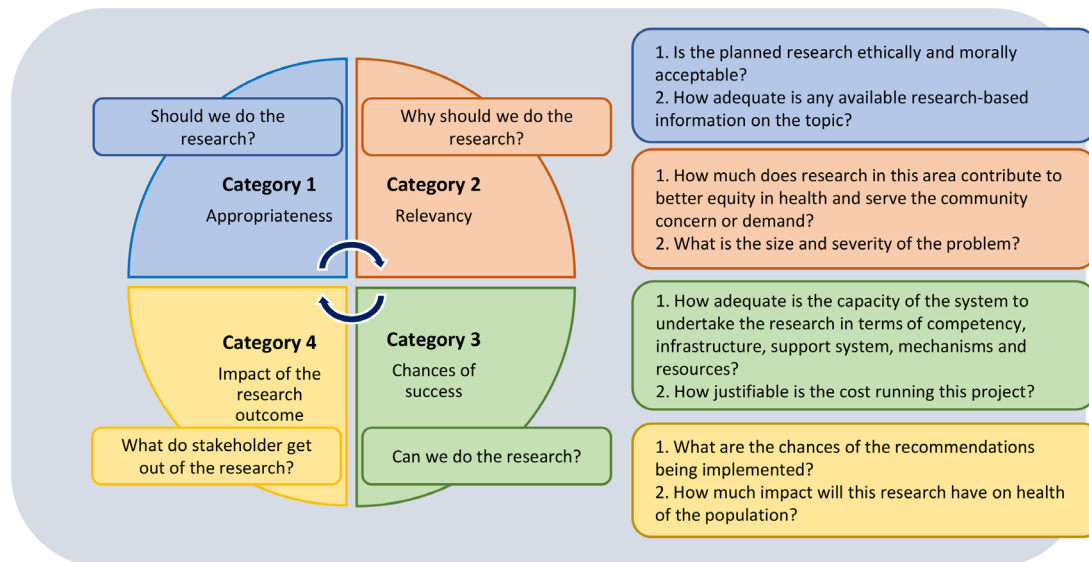 Should we do the
research?
Category 1
Appropriateness
Why should we do the
research?
Category 2
Relevancy
Category 4
Impact of the
research
outcome
What do stakeholder get
out of the research?
Category 3
Chances of
success
Can we do the research?
1. Is the planned research ethically and morally
acceptable?
2. How adequate is any available research-based
information on the topic?
1. How much does research in this area contribute to
better equity in health and serve the community
concern or demand?
2. What is the size and severity of the problem?
1. How adequate is the capacity of the system to
undertake the research in terms of competency,
infrastructure, support system, mechanisms and
resources?
2. How justifiable is the cost running this project?
1. What are the chances of the recommendations
being implemented?
2. How much impact will this research have on health
of the population?